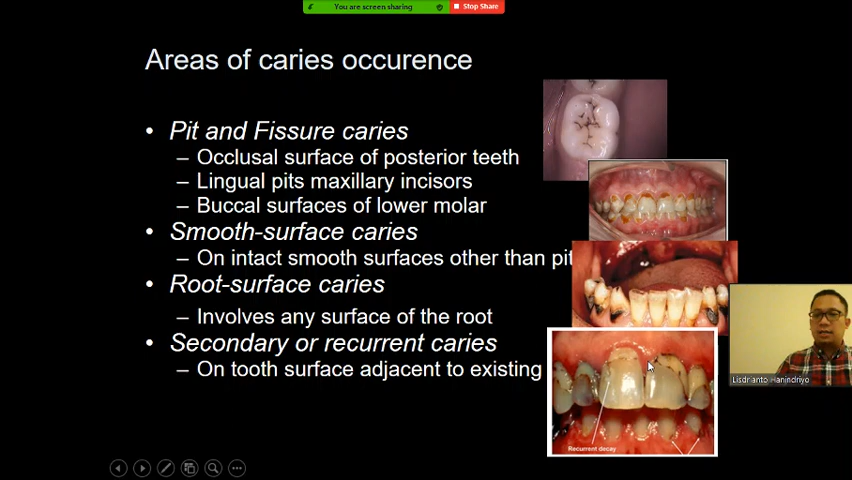 You are screen sharing
Stop Share
Areas of caries occurence
• Pit and Fissure caries
– Occlusal surface of posterior teeth
– Lingual pits maxillary incisors
– Buccal surfaces of lower molar
• Smooth-surface caries
– On intact smooth surfaces other than pit
• Root-surface caries
– Involves any surface of the root
• Secondary or recurrent caries
– On tooth surface adjacent to existing
Recurrent decay
Lisdrianto Hanindriyo